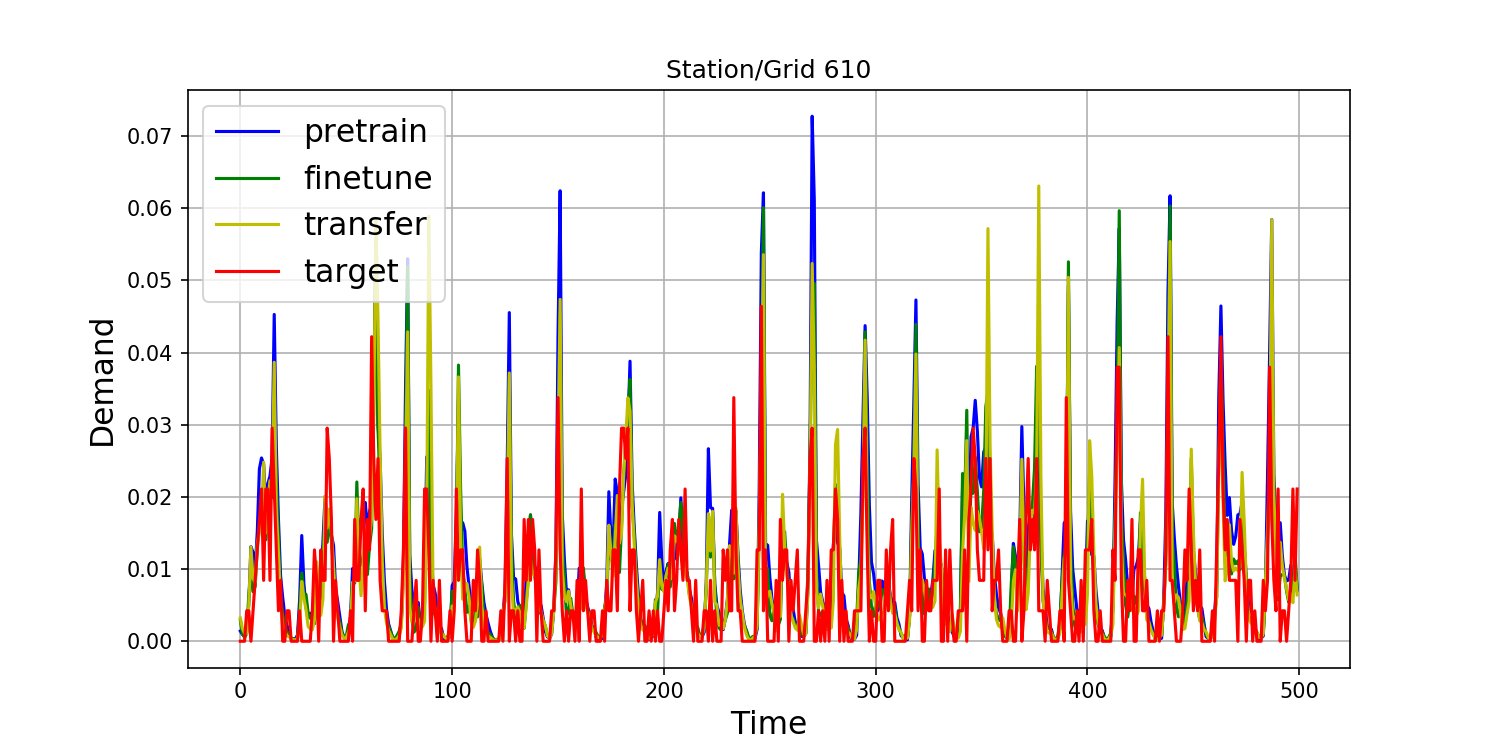 Station/Grid 610
pretrain
finetune
transfer
target
0.07
0.06
0.05
0.04
0.03
0.02
0.01
0.00
Demand
0 100 200 300 400 500
Time